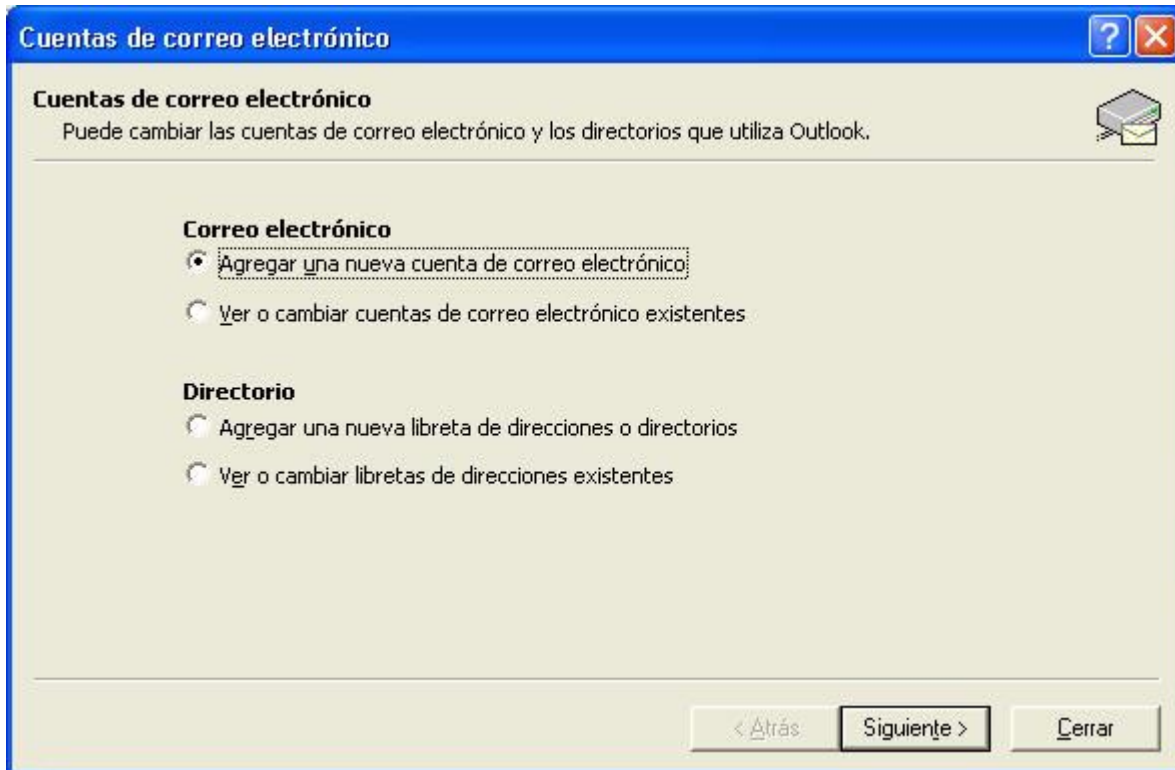 Cuentas de correo electrónico
?
Cuentas de correo electrónico
Puede cambiar las cuentas de correo electrónico y los directorios que utiliza Outlook.
Correo electrónico
Agregar una nueva cuenta de correo electrónico
Ver o cambiar cuentas de correo electrónico existentes
Directorio
Agregar una nueva libreta de direcciones o directorios
Ver o cambiar libretas de direcciones existentes
< Atrás Siguiente > Cerrar